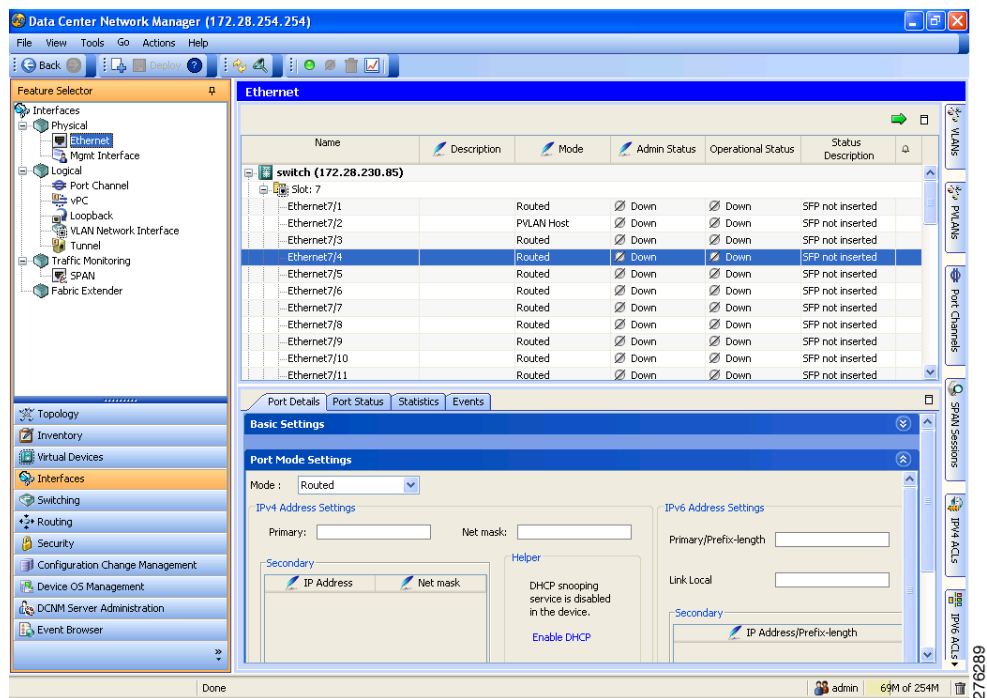 Data Center Network Manager (172.28.254.254)
File View Tools Go Actions Help
Back Deploy
Feature Selector
Interfaces
Physical
Ethernet
Mgmt Interface
Logical
Port Channel
vPC
Loopback
VLAN Network Interface
Tunnel
Traffic Monitoring
SPAN
Fabric Extender
Topology
Inventory
Virtual Devices
Interfaces
Switching
Routing
Security
Configuration Change Management
Device OS Management
DCNM Server Administration
Event Browser
Ethernet
Name Description Mode Admin Status Operational Status Status Description
switch (172.28.230.85)
Slot: 7
Ethernet7/1 Routed Down Down SFP not inserted
Ethernet7/2 PVLAN Host Down Down SFP not inserted
Ethernet7/3 Routed Down Down SFP not inserted
Ethernet7/4 Routed Down Down SFP not inserted
Ethernet7/5 Routed Down Down SFP not inserted
Ethernet7/6 Routed Down Down SFP not inserted
Ethernet7/7 Routed Down Down SFP not inserted
Ethernet7/8 Routed Down Down SFP not inserted
Ethernet7/9 Routed Down Down SFP not inserted
Ethernet7/10 Routed Down Down SFP not inserted
Ethernet7/11 Routed Down Down SFP not inserted
Port Details Port Status Statistics Events
Basic Settings
Port Mode Settings
Mode : Routed
IPv4 Address Settings
Primary: Net mask:
Secondary
IP Address Net mask
Helper
DHCP snooping
service is disabled
in the device.
Enable DHCP
IPv6 Address Settings
Primary/Prefix-length
Link Local
Secondary
IP Address/Prefix-length
VLANs
PVLANs
Port Channels
SPAN Sessions
IPV4 ACLs
IPV6 ACLs
Done
admin 69M of 254M
276289